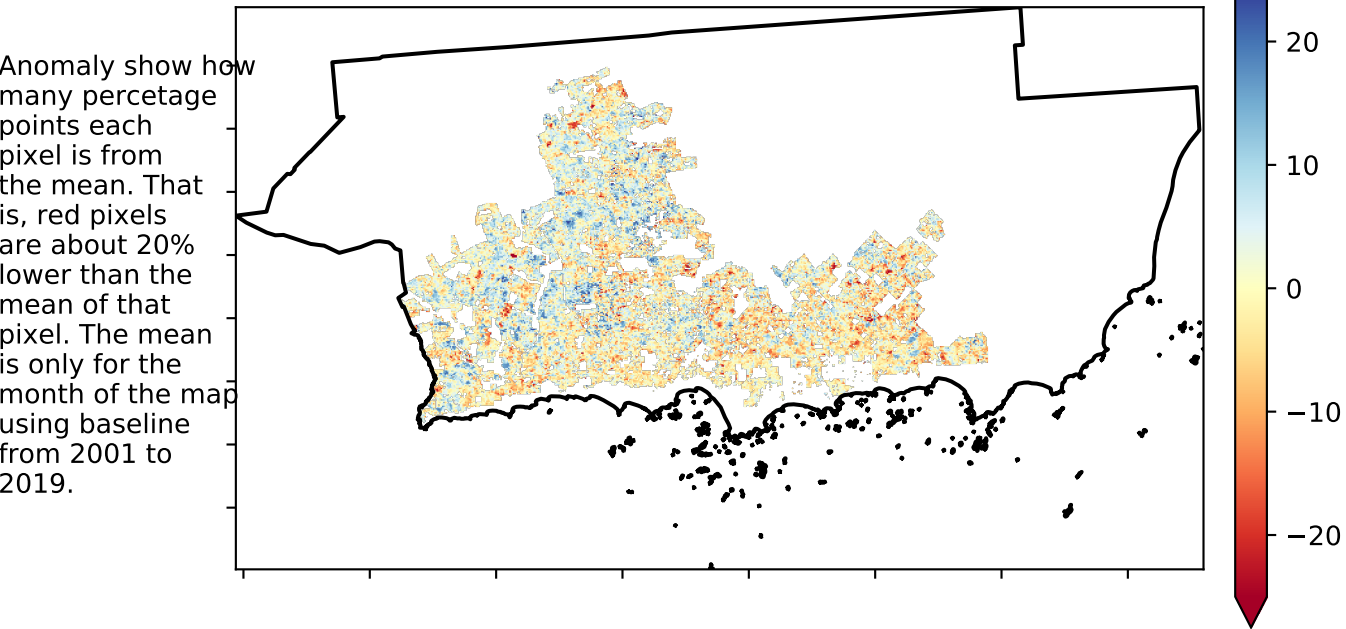 Anomaly show how
many percetage
points each
pixel is from
the mean. That
is, red pixels
are about 20%
lower than the
mean of that
pixel. The mean
is only for the
month of the map
using baseline
from 2001 to
2019.
20
10
0
−10
−20